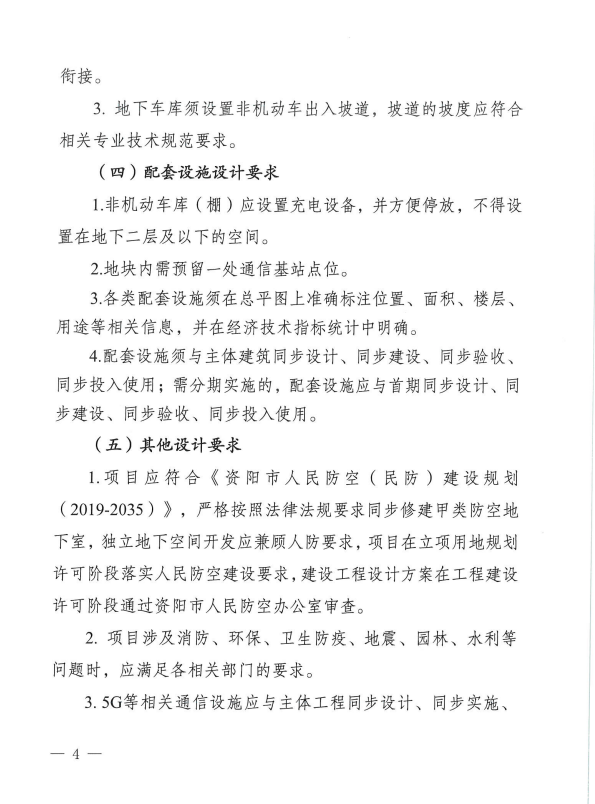 衔接。
3. 地下车库须设置非机动车出入坡道，坡道的坡度应符合
相关专业技术规范要求。
（四）配套设施设计要求
1.非机动车库（棚）应设置充电设备，并方便停放，不得设
置在地下二层及以下的空间。
2.地块内需预留一处通信基站点位。
3.各类配套设施须在总平图上准确标注位置、面积、楼层、
用途等相关信息，并在经济技术指标统计中明确。
4.配套设施须与主体建筑同步设计、同步建设、同步验收、
同步投入使用；需分期实施的，配套设施应与首期同步设计、同
步建设、同步验收、同步投入使用。
（五）其他设计要求
1.项目应符合《资阳市人民防空（民防）建设规划
（2019-2035）》，严格按照法律法规要求同步修建甲类防空地
下室，独立地下空间开发应兼顾人防要求，项目在立项用地规划
许可阶段落实人民防空建设要求，建设工程设计方案在工程建设
许可阶段通过资阳市人民防空办公室审查。
2. 项目涉及消防、环保、卫生防疫、地震、园林、水利等
问题时，应满足各相关部门的要求。
3. 5G等相关通信设施应与主体工程同步设计、同步实施、
— 4 —